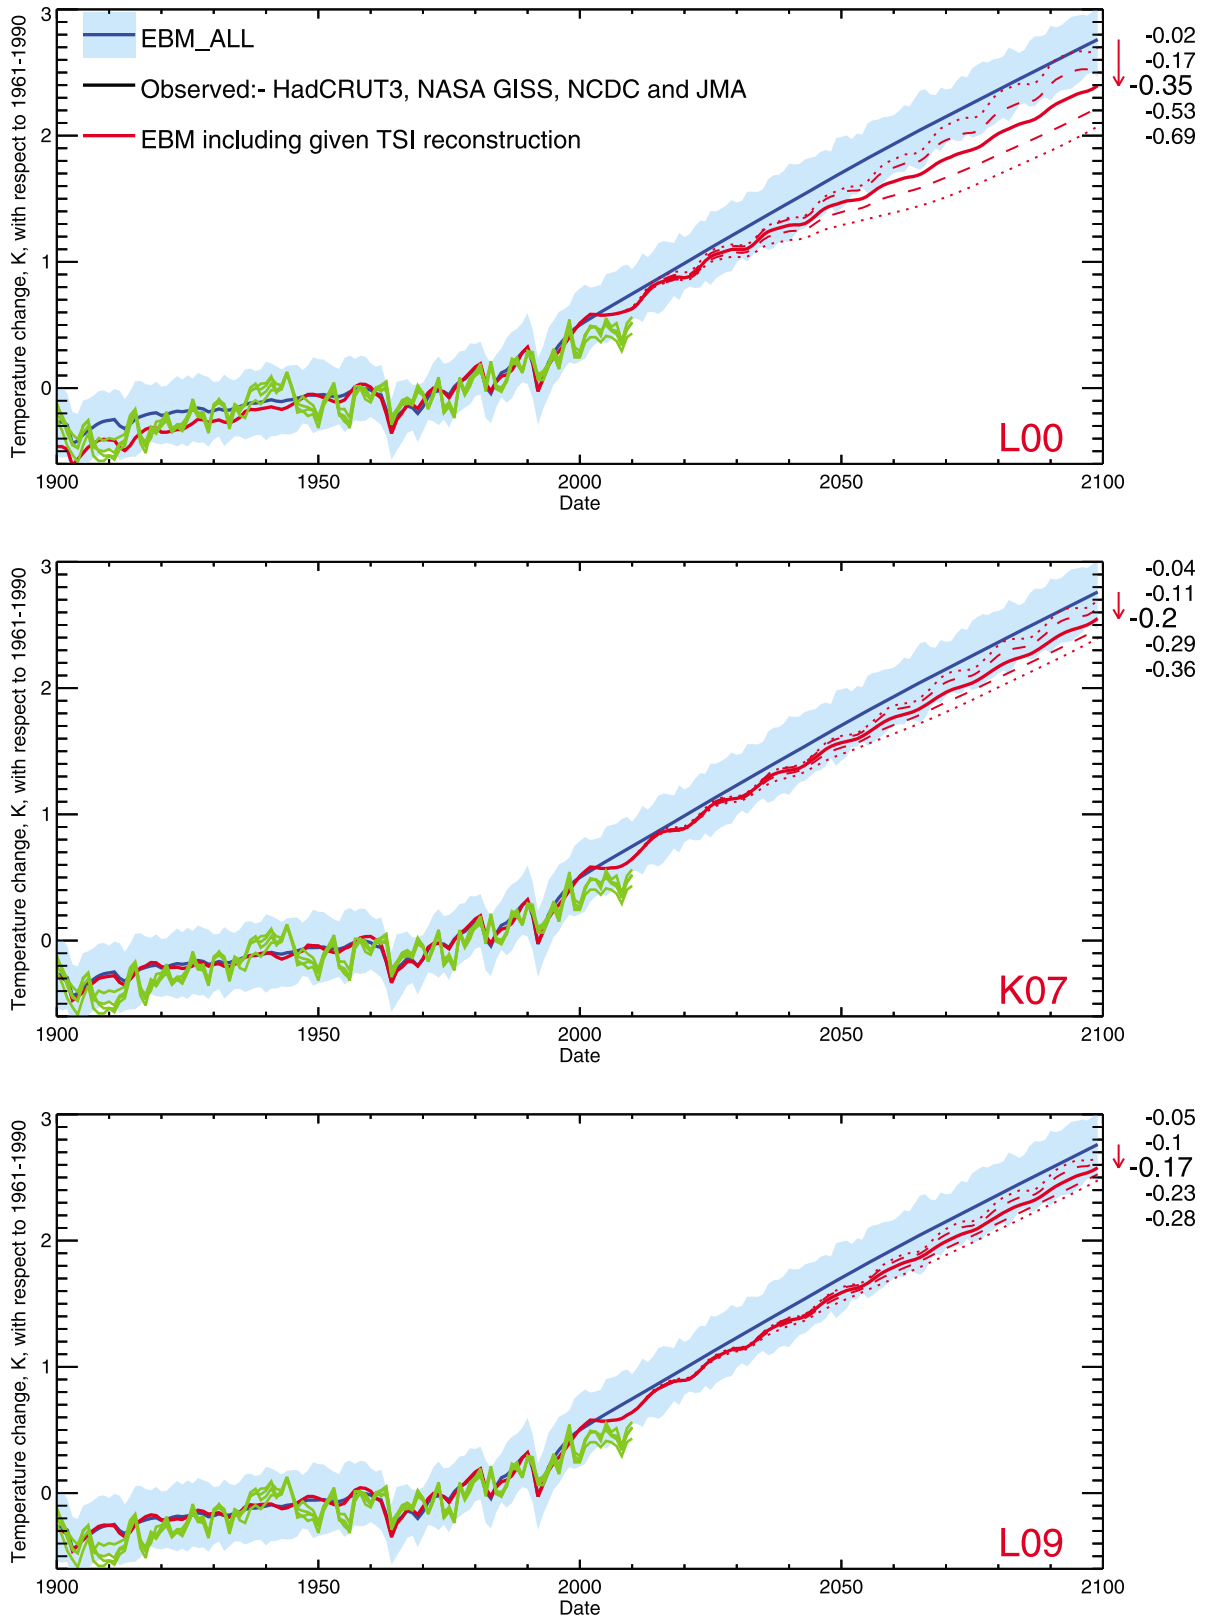 3
2
1
0
Temperature change, K, with respect to 1961-1990
EBM_ALL
Observed:- HadCRUT3, NASA GISS, NCDC and JMA
EBM including given TSI reconstruction
-0.02
-0.17
-0.35
-0.53
-0.69
L00
1900 1950 2000 2050 2100
Date
3
2
1
0
Temperature change, K, with respect to 1961-1990
-0.04
-0.11
-0.2
-0.29
-0.36
K07
1900 1950 2000 2050 2100
Date
3
2
1
0
Temperature change, K, with respect to 1961-1990
-0.05
-0.1
-0.17
-0.23
-0.28
L09
1900 1950 2000 2050 2100
Date